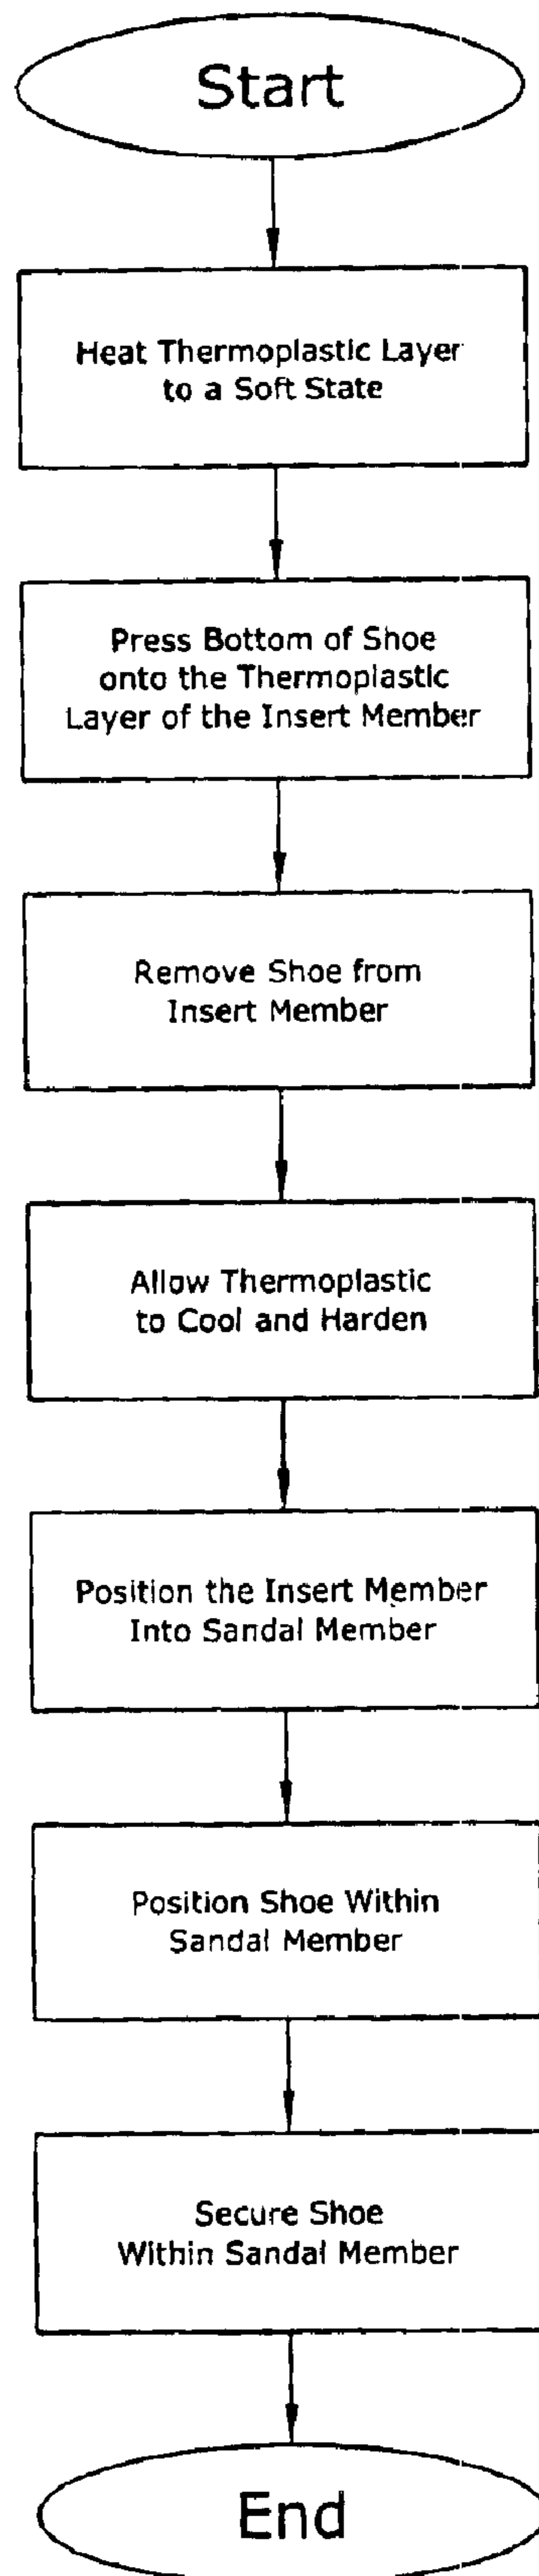 Start
Heat Thermoplastic Layer
to a Soft State
Press Bottom of Shoe
onto the Thermoplastic
Layer of the Insert Member
Remove Shoe from
Insert Member
Allow Thermoplastic
to Cool and Harden
Position the Insert Member
Into Sandal Member
Position Shoe Within
Sandal Member
Secure Shoe
Within Sandal Member
End